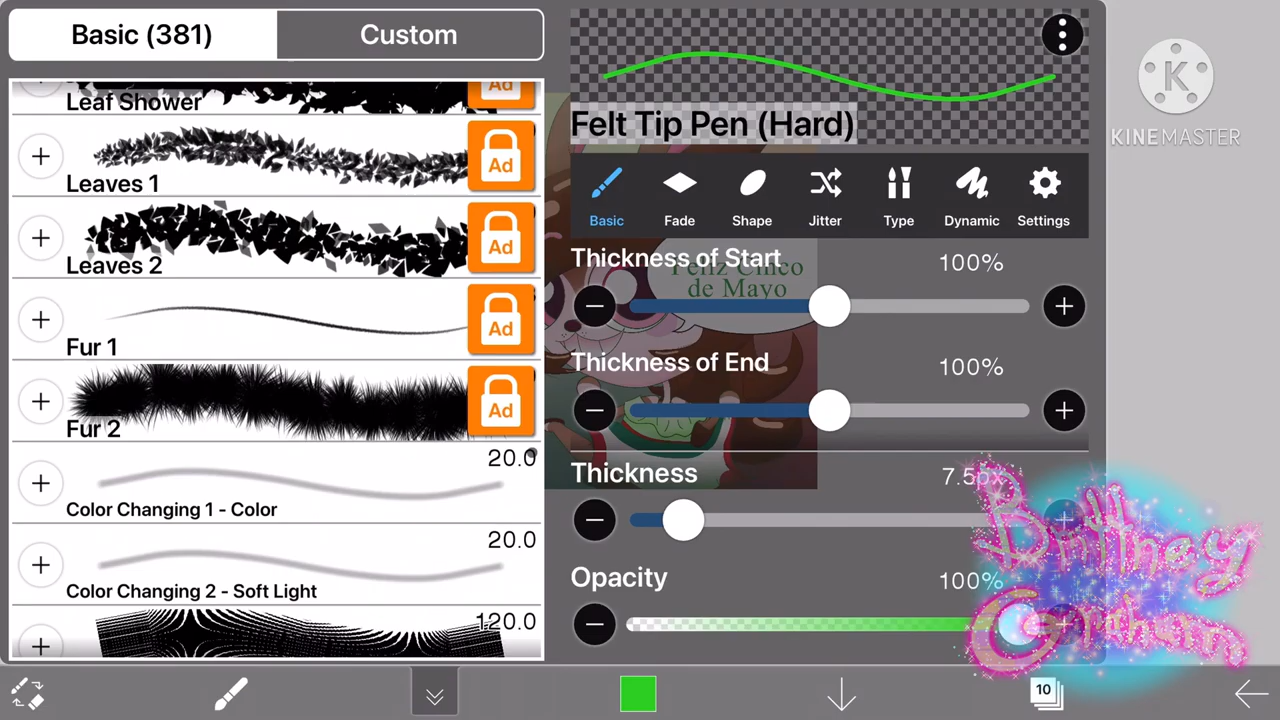 Basic (381)
Custom
Leaf Shower
Ad
Leaves 1
Ad
Leaves 2
Ad
Fur 1
Ad
Fur 2
Ad
20.0
Color Changing 1 - Color
20.0
Color Changing 2 - Soft Light
120.0
Felt Tip Pen (Hard)
Basic
Fade
Shape
Jitter
Type
Dynamic
Settings
Thickness of Start
100%
Feliz Cinco
de Mayo
Thickness of End
100%
Thickness
7.5px
Opacity
100%
10
K
KINEMASTER
Brittney